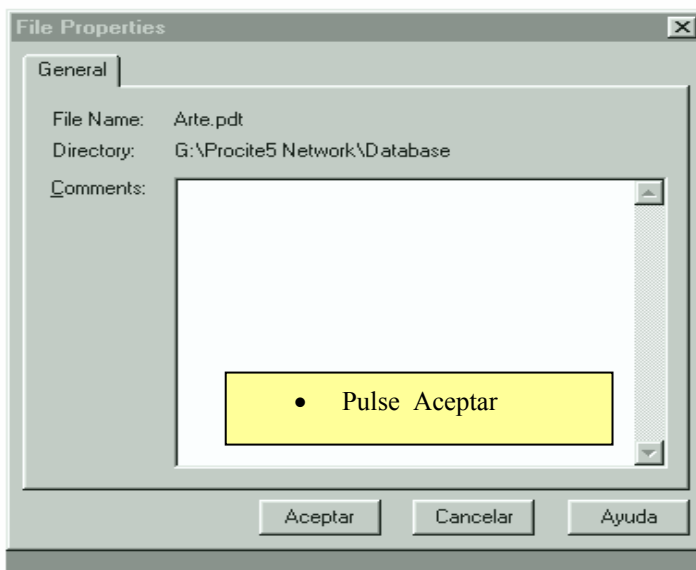 File Properties
General
File Name: Arte.pdt
Directory: G:\Procite5 Network\Database
Comments:
• Pulse Aceptar
Aceptar Cancelar Ayuda